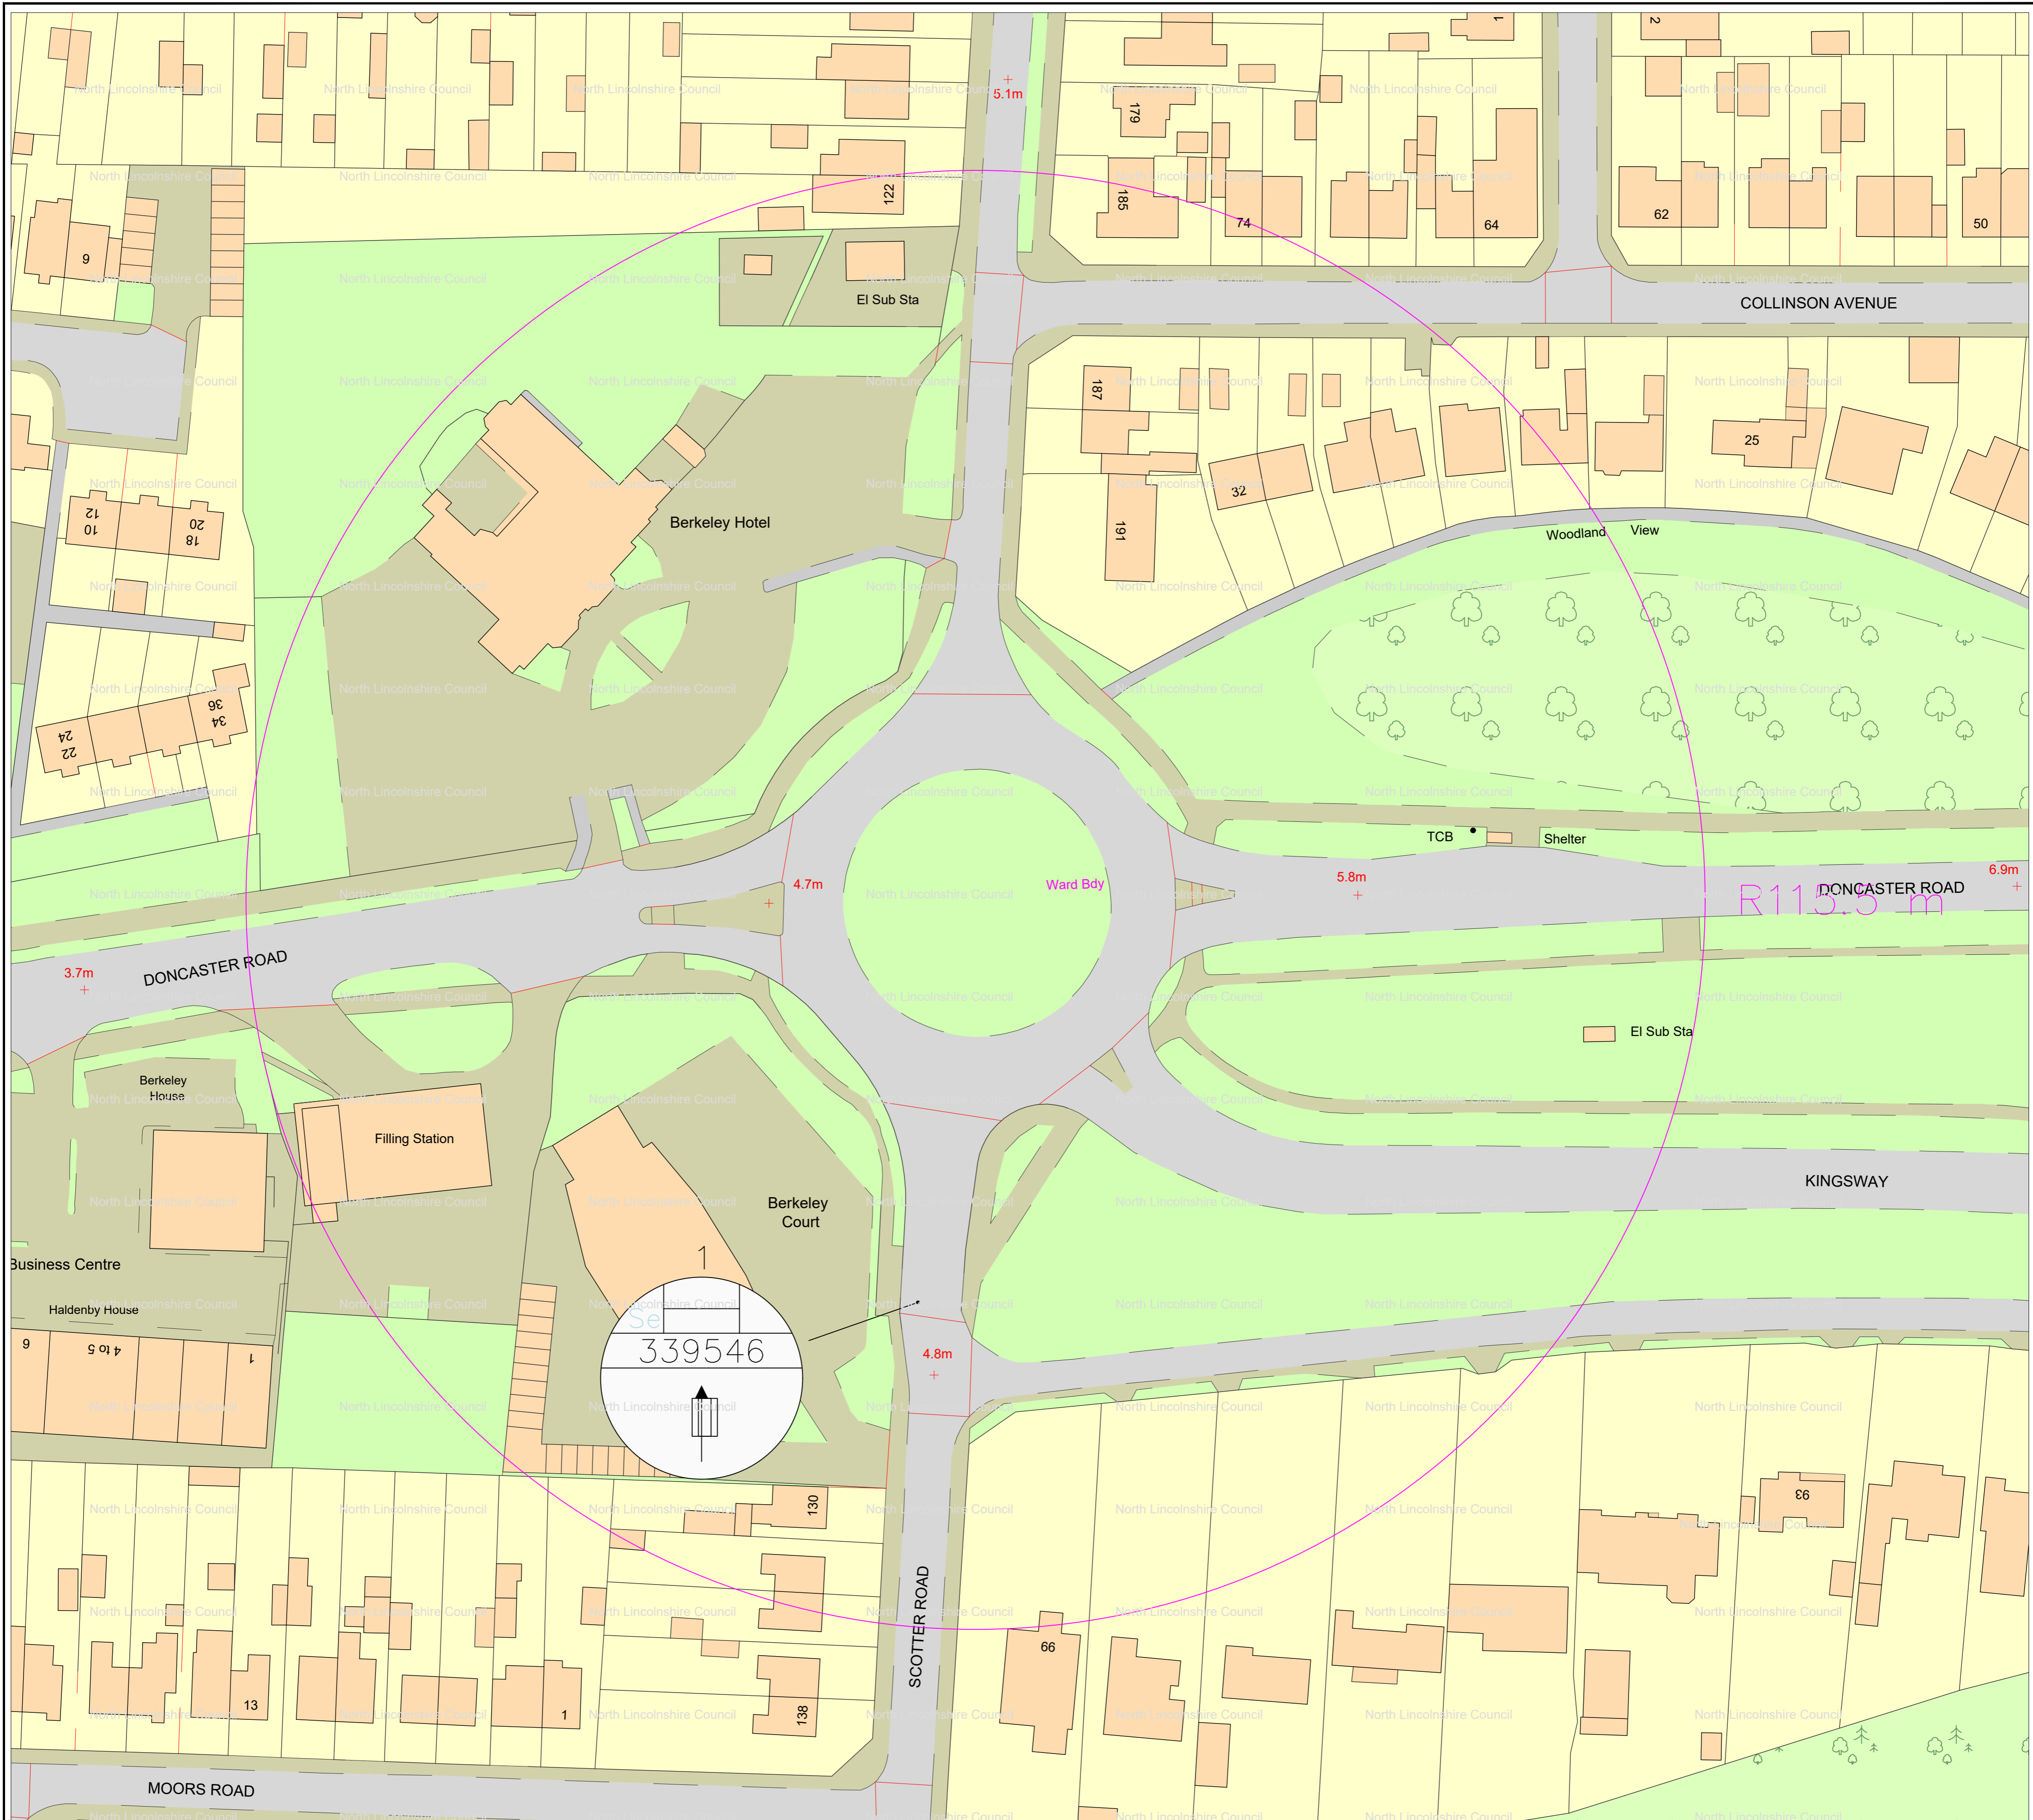 5.1m
1
2
179
122
185
74
64
62
50
9
El Sub Sta
COLLINSON AVENUE
187
25
32
12
10
20
18
Berkeley Hotel
191
Woodland View
36
34
24
22
TCB
Shelter
4.7m
Ward Bdy
5.8m
6.9m
DONCASTER ROAD
R115.5 m
DONCASTER ROAD
3.7m
El Sub Sta
Berkeley
House
Filling Station
KINGSWAY
Berkeley
Court
Business Centre
1
Haldenby House
Se
339546
4.8m
6
4 to 5
1
130
93
66
SCOTTER ROAD
13
1
138
MOORS ROAD
North Lincolnshire Council